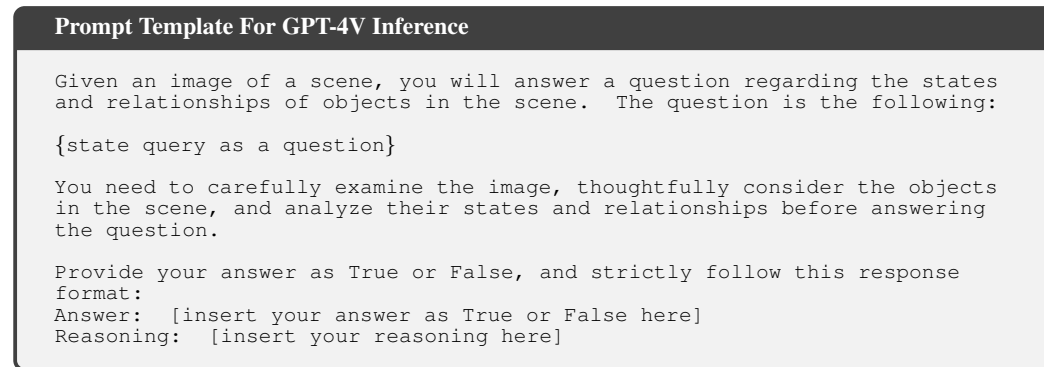 Prompt Template For GPT-4V Inference
Given an image of a scene, you will answer a question regarding the states
and relationships of objects in the scene. The question is the following:
{state query as a question}
You need to carefully examine the image, thoughtfully consider the objects
in the scene, and analyze their states and relationships before answering
the question.
Provide your answer as True or False, and strictly follow this response
format:
Answer: [insert your answer as True or False here]
Reasoning: [insert your reasoning here]